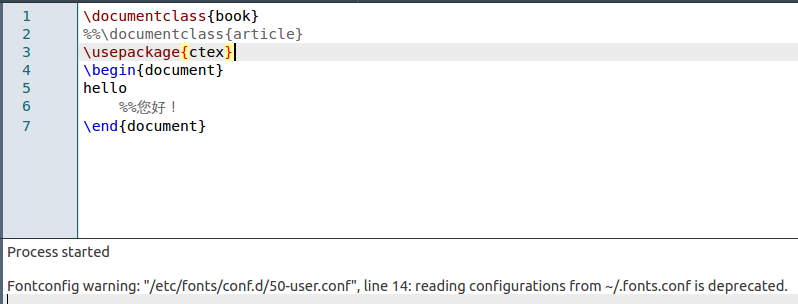 1 \documentclass{book}
2 %%\documentclass{article}
3 \usepackage{ctex}
4 \begin{document}
5 hello
6 %%您好！
7 \end{document}
Process started
Fontconfig warning: "/etc/fonts/conf.d/50-user.conf", line 14: reading configurations from ~/.fonts.conf is deprecated.